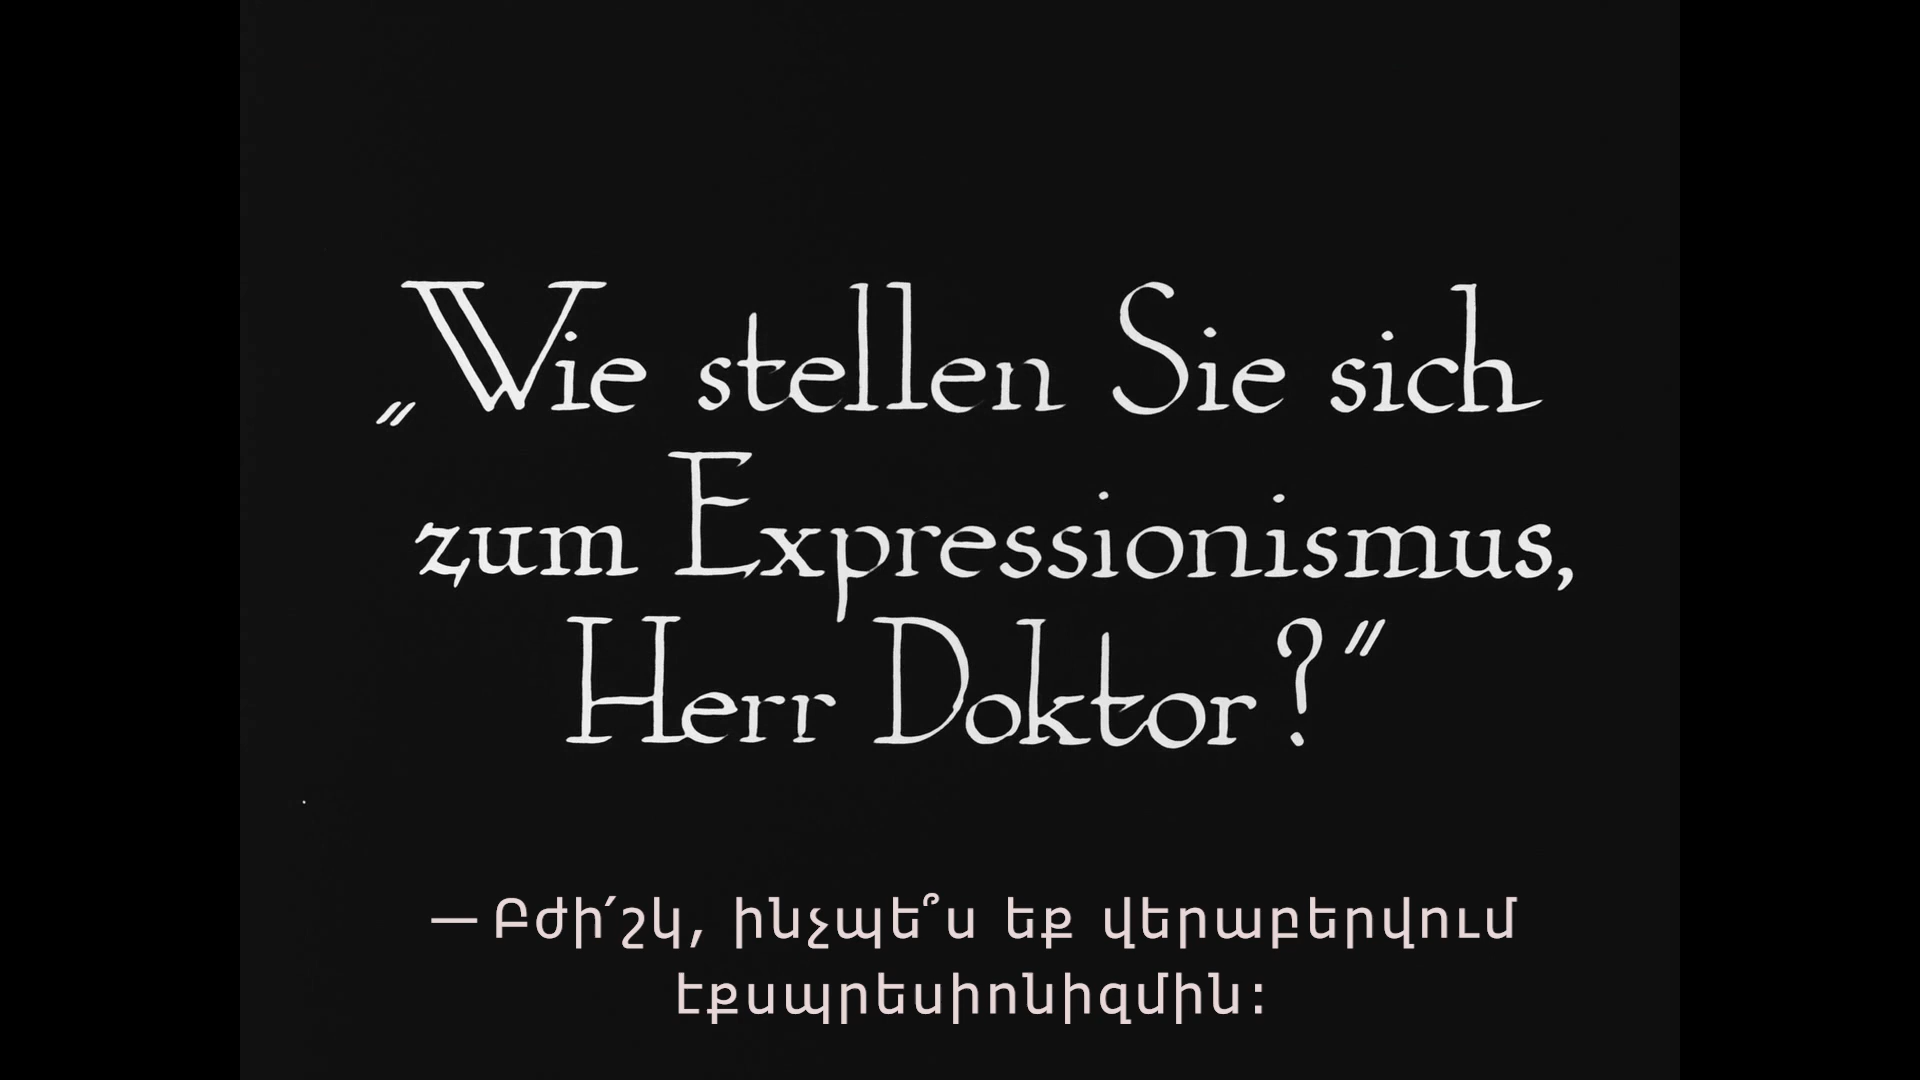 „Wie stellen Sie sich
zum Expressionismus,
Herr Doktor?"
— Բժի՛շկ, ինչպե՞ս եք վերաբերվում
էքսպրեսիոնիզմին: